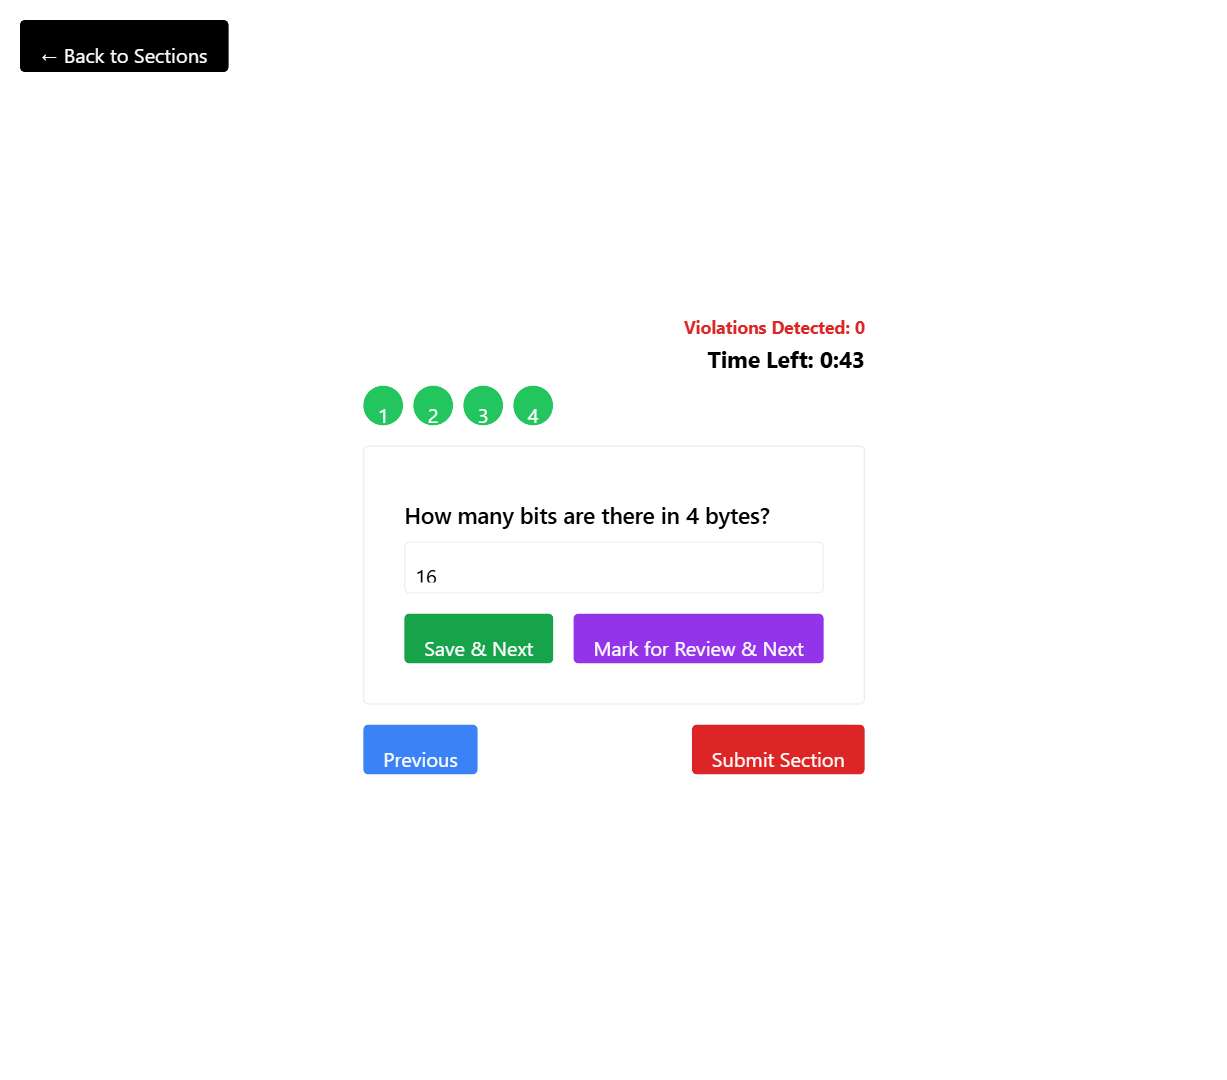 ← Back to Sections
Violations Detected: 0
Time Left: 0:43
1 2 3 4
How many bits are there in 4 bytes?
16
Save & Next Mark for Review & Next
Previous Submit Section